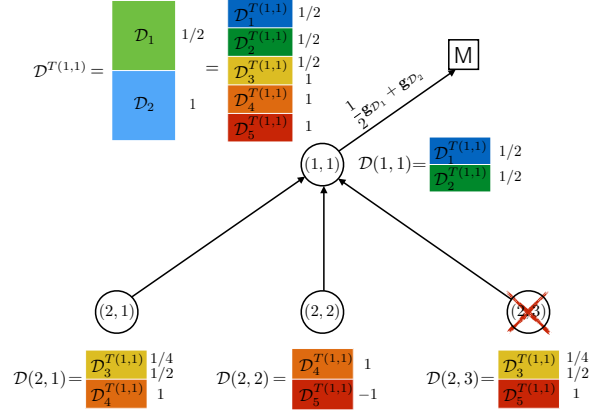 𝒟^{T(1,1)} = 𝒟_1 1/2 𝒟_2 1
= 𝒟_1^{T(1,1)} 1/2
𝒟_2^{T(1,1)} 1/2
𝒟_3^{T(1,1)} 1/2 1
𝒟_4^{T(1,1)} 1
𝒟_5^{T(1,1)} 1
M
\frac{1}{2}𝐠_{𝒟_1} + 𝐠_{𝒟_2}
(1, 1)
𝒟(1, 1)= 𝒟_1^{T(1,1)} 1/2
𝒟_2^{T(1,1)} 1/2
(2, 1)
(2, 2)
(2, 3)
𝒟(2, 1)= 𝒟_3^{T(1,1)} 1/4 1/2
𝒟_4^{T(1,1)} 1
𝒟(2, 2)= 𝒟_4^{T(1,1)} 1
𝒟_5^{T(1,1)} −1
𝒟(2, 3)= 𝒟_3^{T(1,1)} 1/4 1/2
𝒟_5^{T(1,1)} 1